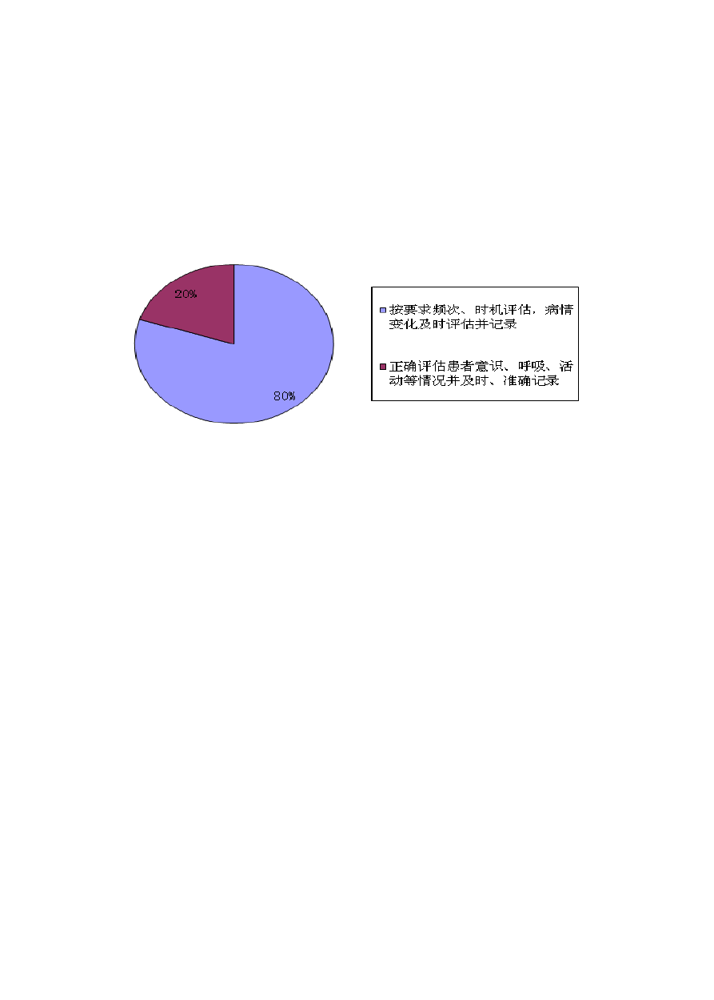 20%
80%
按要求频次、时机评估，病情
变化及时评估并记录
正确评估患者意识、呼吸、活
动等情况并及时、准确记录